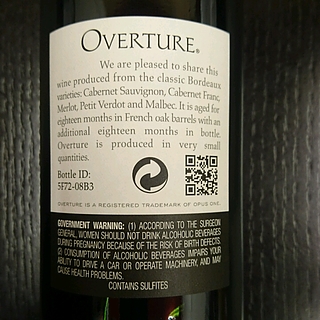 OVERTURE®
We are pleased to share this
wine produced from the classic Bordeaux
varieties: Cabernet Sauvignon, Cabernet Franc,
Merlot, Petit Verdot and Malbec. It is aged for
eighteen months in French oak barrels with an
additional eighteen months in bottle.
Overture is produced in very small
quantities.
Bottle ID:
5F72-08B3
OVERTURE IS A REGISTERED TRADEMARK OF OPUS ONE.
GOVERNMENT WARNING: (1) ACCORDING TO THE SURGEON
GENERAL, WOMEN SHOULD NOT DRINK ALCOHOLIC BEVERAGES
DURING PREGNANCY BECAUSE OF THE RISK OF BIRTH DEFECTS.
(2) CONSUMPTION OF ALCOHOLIC BEVERAGES IMPAIRS YOUR
ABILITY TO DRIVE A CAR OR OPERATE MACHINERY, AND MAY
CAUSE HEALTH PROBLEMS.
CONTAINS SULFITES